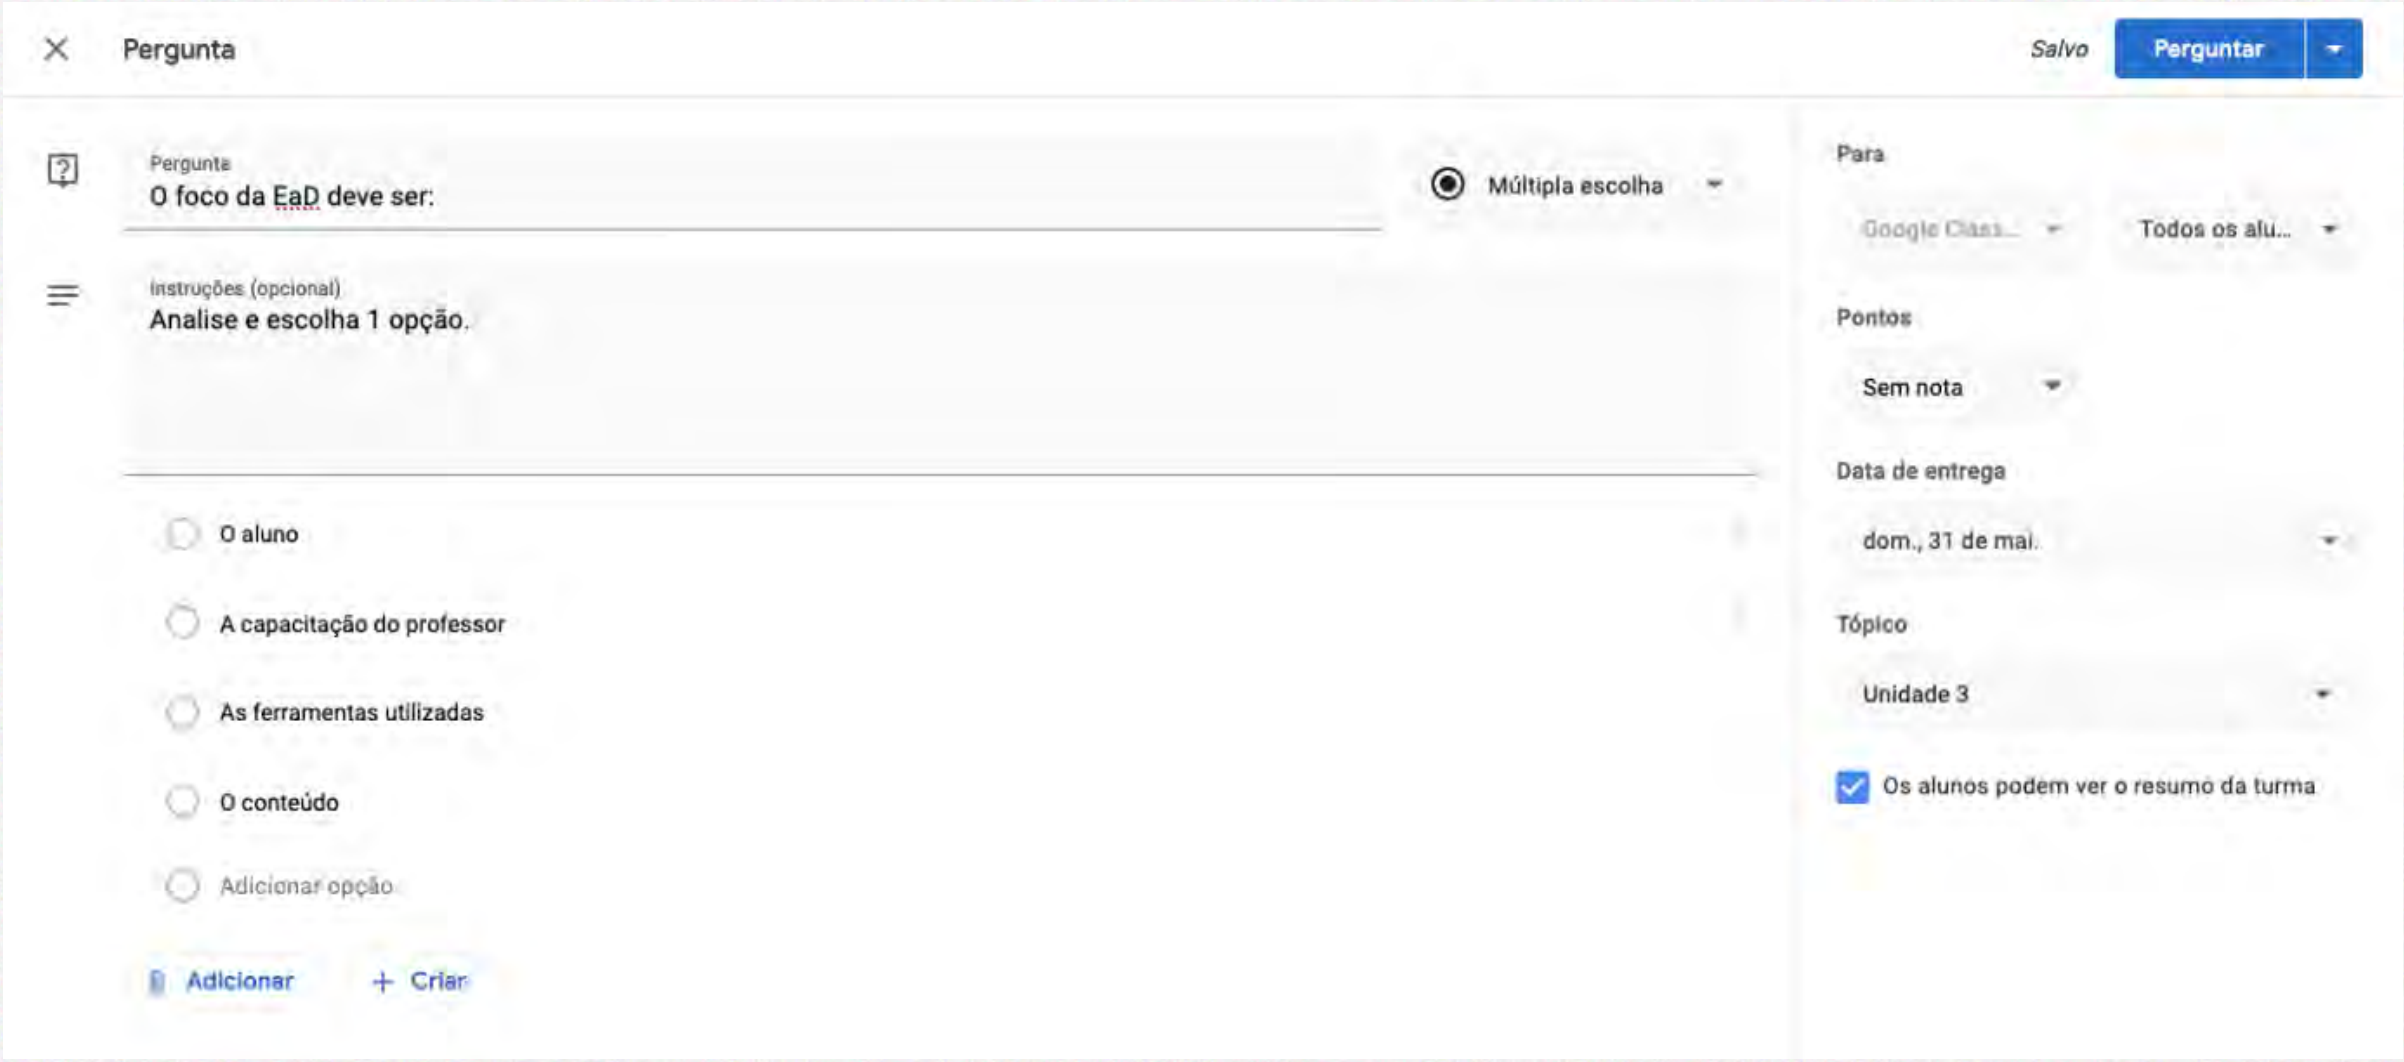 Pergunta
Salvo
Perguntar
Pergunta
O foco da EaD deve ser:
Múltipla escolha
Instruções (opcional)
Analise e escolha 1 opção.
O aluno
A capacitação do professor
As ferramentas utilizadas
O conteúdo
Adicionar opção
Adicionar
+ Criar
Para
Google Class...
Todos os alu...
Pontos
Sem nota
Data de entrega
dom., 31 de mai.
Tópico
Unidade 3
Os alunos podem ver o resumo da turma